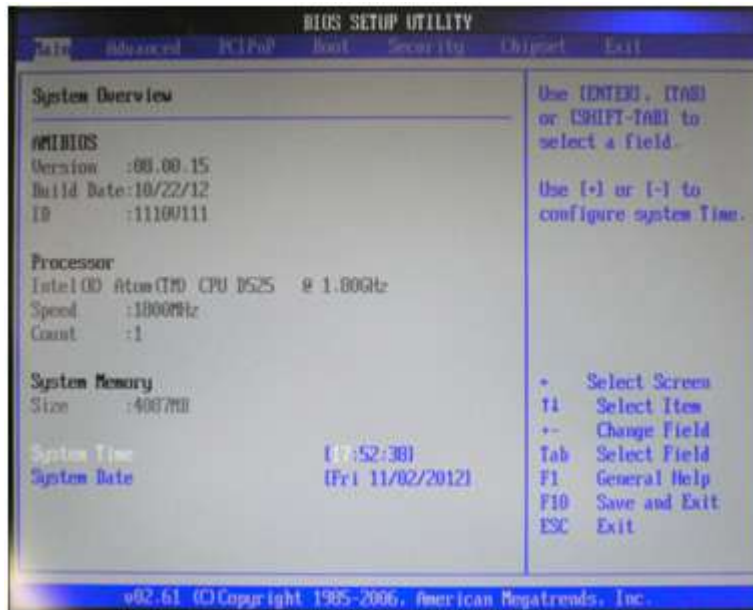 BIOS SETUP UTILITY
Main Advanced PCIPnP Boot Security Chipset Exit
System Overview
AMIBIOS
Version :08.00.15
Build Date:10/22/12
ID :1110V111
Processor
Intel(R) Atom(TM) CPU D525 @ 1.80GHz
Speed :1800MHz
Count :1
System Memory
Size :4087MB
System Time [17:52:38]
System Date [Fri 11/02/2012]
Use [ENTER], [TAB]
or [SHIFT-TAB] to
select a field.
Use [+] or [-] to
configure system Time.
Select Screen
↑↓ Select Item
+- Change Field
Tab Select Field
F1 General Help
F10 Save and Exit
ESC Exit
v02.61 (C)Copyright 1985-2006, American Megatrends, Inc.